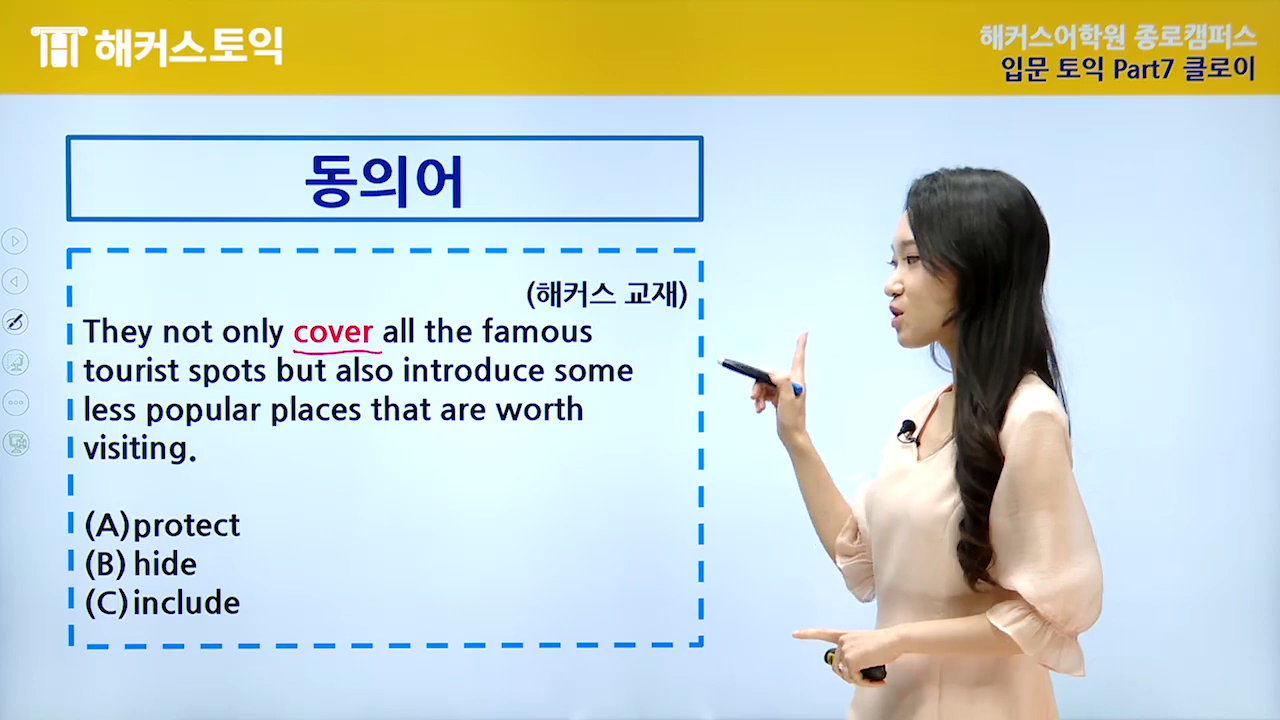 해커스토익
해커스어학원 종로캠퍼스
입문 토익 Part7 클로이
동의어
(해커스 교재)
They not only cover all the famous
tourist spots but also introduce some
less popular places that are worth
visiting.
(A) protect
(B) hide
(C) include